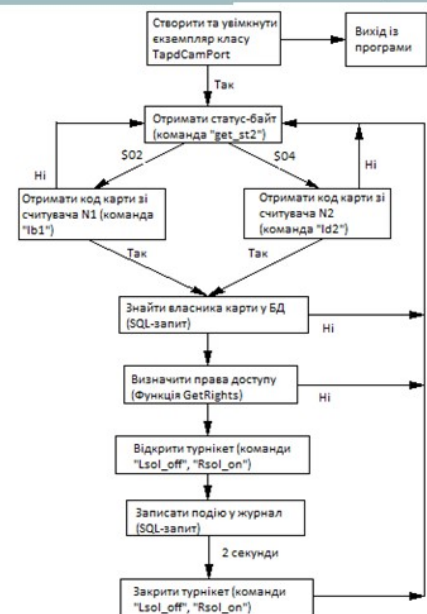 Створити та увімкнути
екземпляр класу
TapdCamPort
Вихід із
програми
Так
Отримати статус-байт
(команда "get_st2")
Ні
$02
$04
Ні
Отримати код карти зі
считувача N1 (команда
"lb1")
Отримати код карти зі
считувача N2
(команда "ld2")
Так
Так
Знайти власника карти у БД
(SQL-запит)
Ні
Визначити права доступу
(Функція GetRights)
Ні
Відкрити турнікет (команди
"Lsol_off", "Rsol_on")
Записати подію у журнал
(SQL-запит)
2 секунди
Закрити турнікет (команди
"Lsol_off", "Rsol_on")